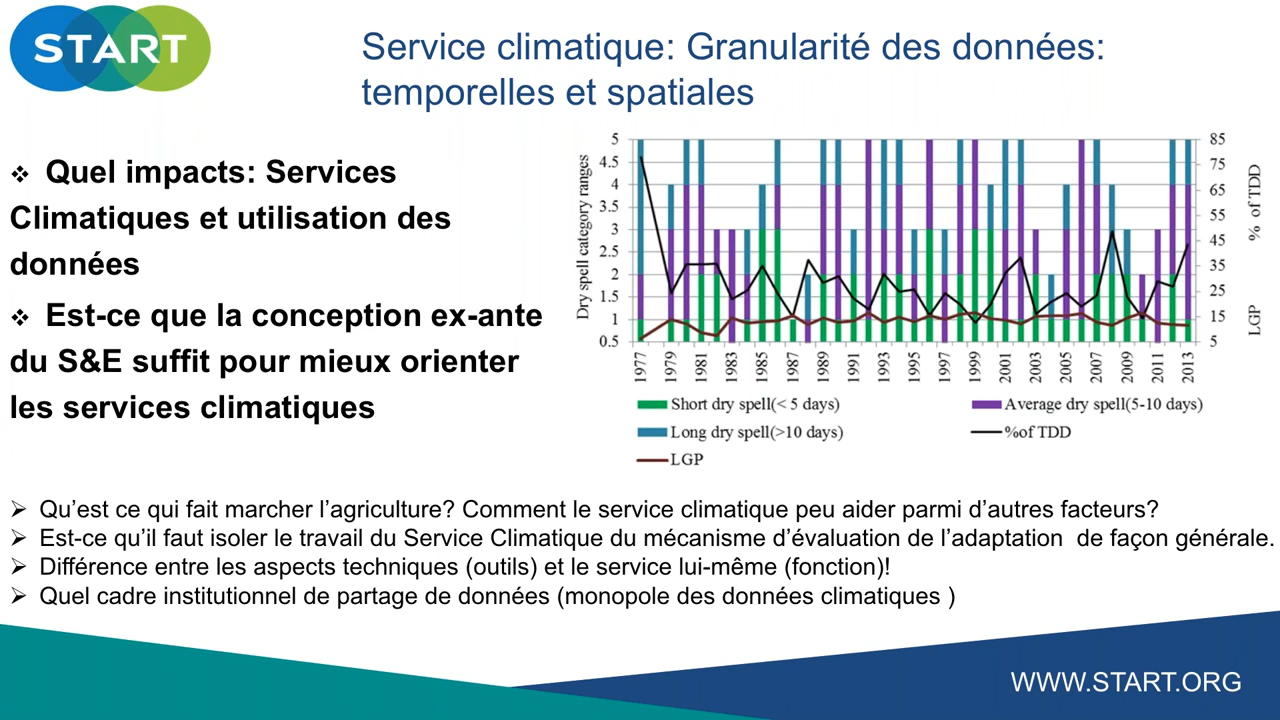 START
Service climatique: Granularité des données:
temporelles et spatiales
❖ Quel impacts: Services
Climatiques et utilisation des
données
❖ Est-ce que la conception ex-ante
du S&E suffit pour mieux orienter
les services climatiques
Dry spell category ranges
5
4.5
4
3.5
3
2.5
2
1.5
1
0.5
85
75
65
55
45
35
25
15
5
% of TDD
LGP
1977 1979 1981 1983 1985 1987 1989 1991 1993 1995 1997 1999 2001 2003 2005 2007 2009 2011 2013
Short dry spell(< 5 days) Average dry spell(5-10 days)
Long dry spell(>10 days) %of TDD
LGP
➢ Qu’est ce qui fait marcher l’agriculture? Comment le service climatique peu aider parmi d’autres facteurs?
➢ Est-ce qu’il faut isoler le travail du Service Climatique du mécanisme d’évaluation de l’adaptation de façon générale.
➢ Différence entre les aspects techniques (outils) et le service lui-même (fonction)!
➢ Quel cadre institutionnel de partage de données (monopole des données climatiques )
WWW.START.ORG